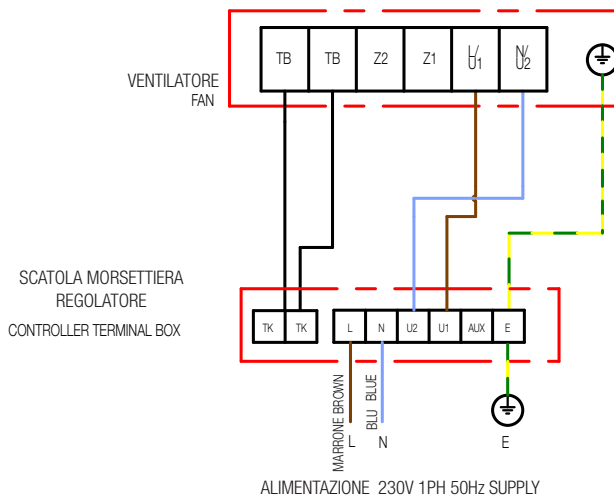 TB TB Z2 Z1 L/U1 N/U2
VENTILATORE
FAN
SCATOLA MORSETTIERA
REGOLATORE
CONTROLLER TERMINAL BOX
TK TK L N U2 U1 AUX E
MARRONE BROWN
BLU BLUE
L N E
ALIMENTAZIONE 230V 1PH 50Hz SUPPLY